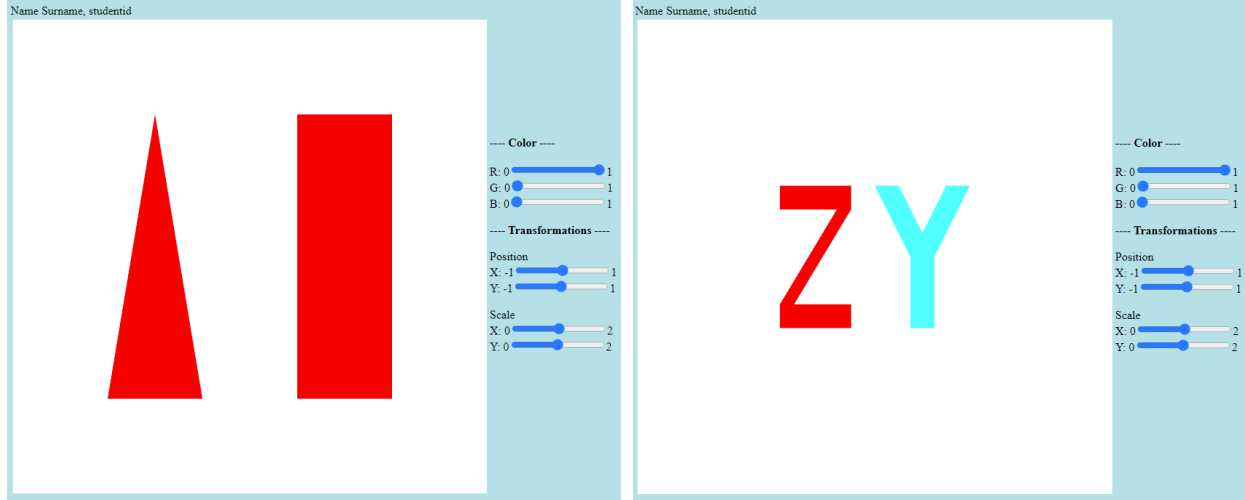 Name Surname, studentid
---- Color ----
R: 0 1
G: 0 1
B: 0 1
---- Transformations ----
Position
X: -1 1
Y: -1 1
Scale
X: 0 2
Y: 0 2
Name Surname, studentid
ZY
---- Color ----
R: 0 1
G: 0 1
B: 0 1
---- Transformations ----
Position
X: -1 1
Y: -1 1
Scale
X: 0 2
Y: 0 2